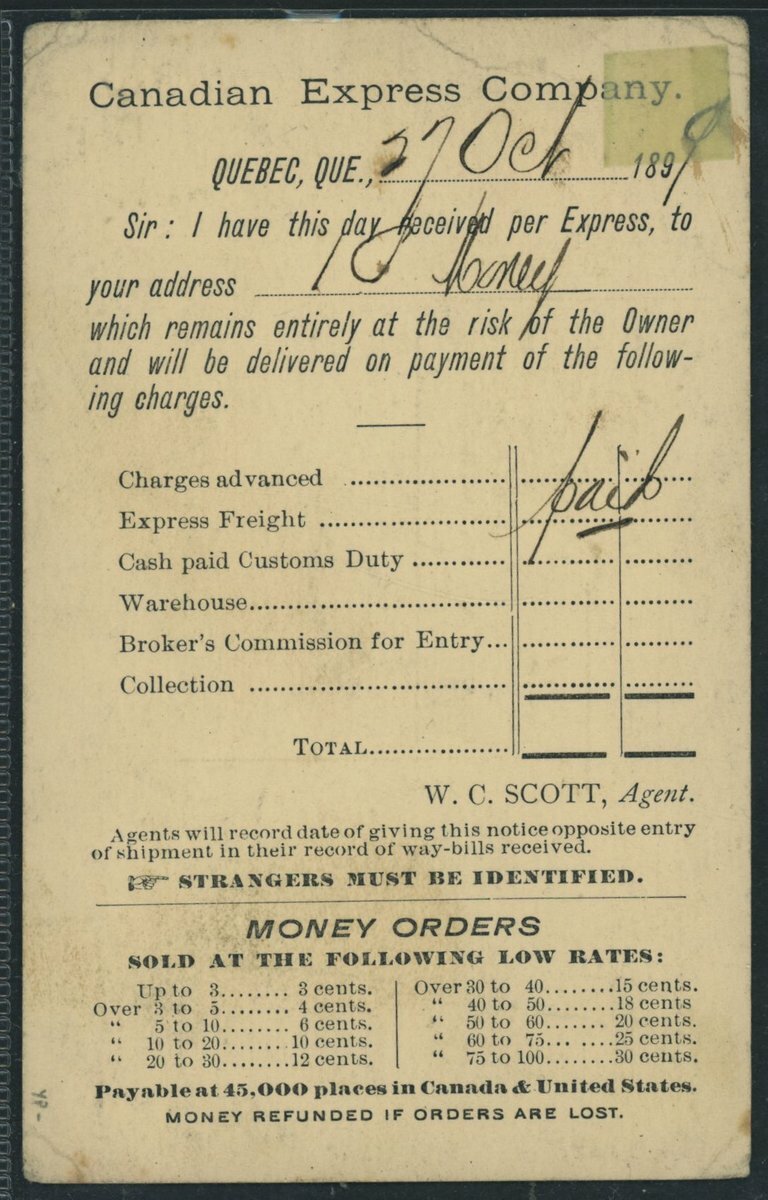 Canadian Express Company.
QUEBEC, QUE., 27 Oct 1899
Sir: I have this day received per Express, to
your address Money
which remains entirely at the risk of the Owner
and will be delivered on payment of the follow-
ing charges.
Charges advanced paid
Express Freight
Cash paid Customs Duty
Warehouse
Broker's Commission for Entry
Collection
TOTAL
W. C. SCOTT, Agent.
Agents will record date of giving this notice opposite entry
of shipment in their record of way-bills received.
☞ STRANGERS MUST BE IDENTIFIED.
MONEY ORDERS
SOLD AT THE FOLLOWING LOW RATES:
Up to 3........ 3 cents. Over 30 to 40........15 cents.
Over 3 to 5........ 4 cents. “ 40 to 50.......18 cents
“ 5 to 10........ 6 cents. “ 50 to 60....... 20 cents.
“ 10 to 20........10 cents. “ 60 to 75... ....25 cents.
“ 20 to 30........12 cents. “ 75 to 100.......30 cents.
Payable at 45,000 places in Canada & United States.
MONEY REFUNDED IF ORDERS ARE LOST.